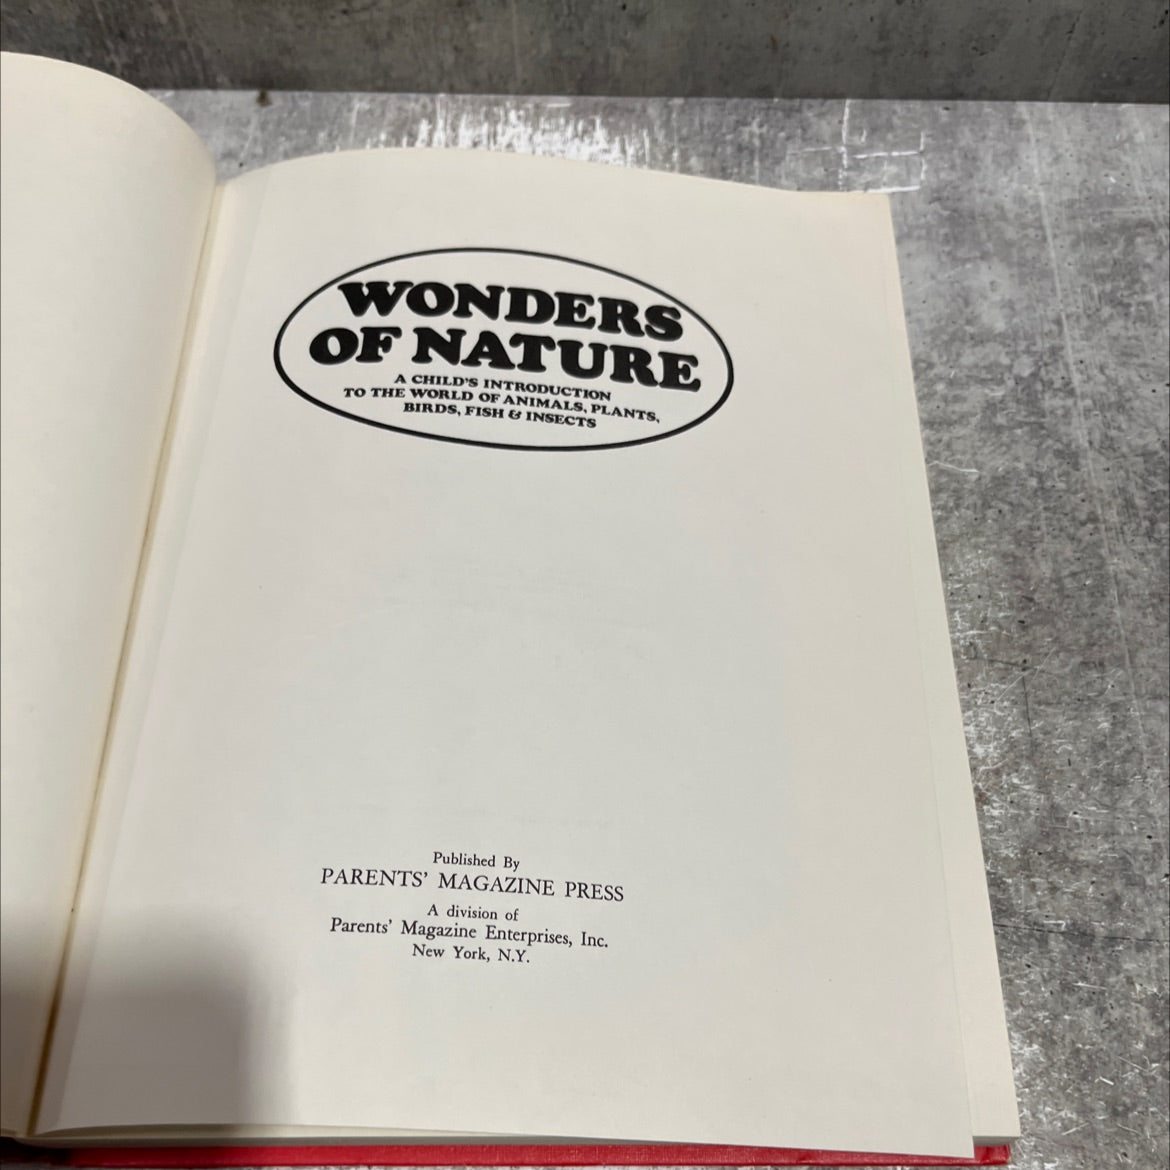 WONDERS
OF NATURE
A CHILD'S INTRODUCTION
TO THE WORLD OF ANIMALS, PLANTS,
BIRDS, FISH & INSECTS
Published By
PARENTS' MAGAZINE PRESS
A division of
Parents' Magazine Enterprises, Inc.
New York, N.Y.